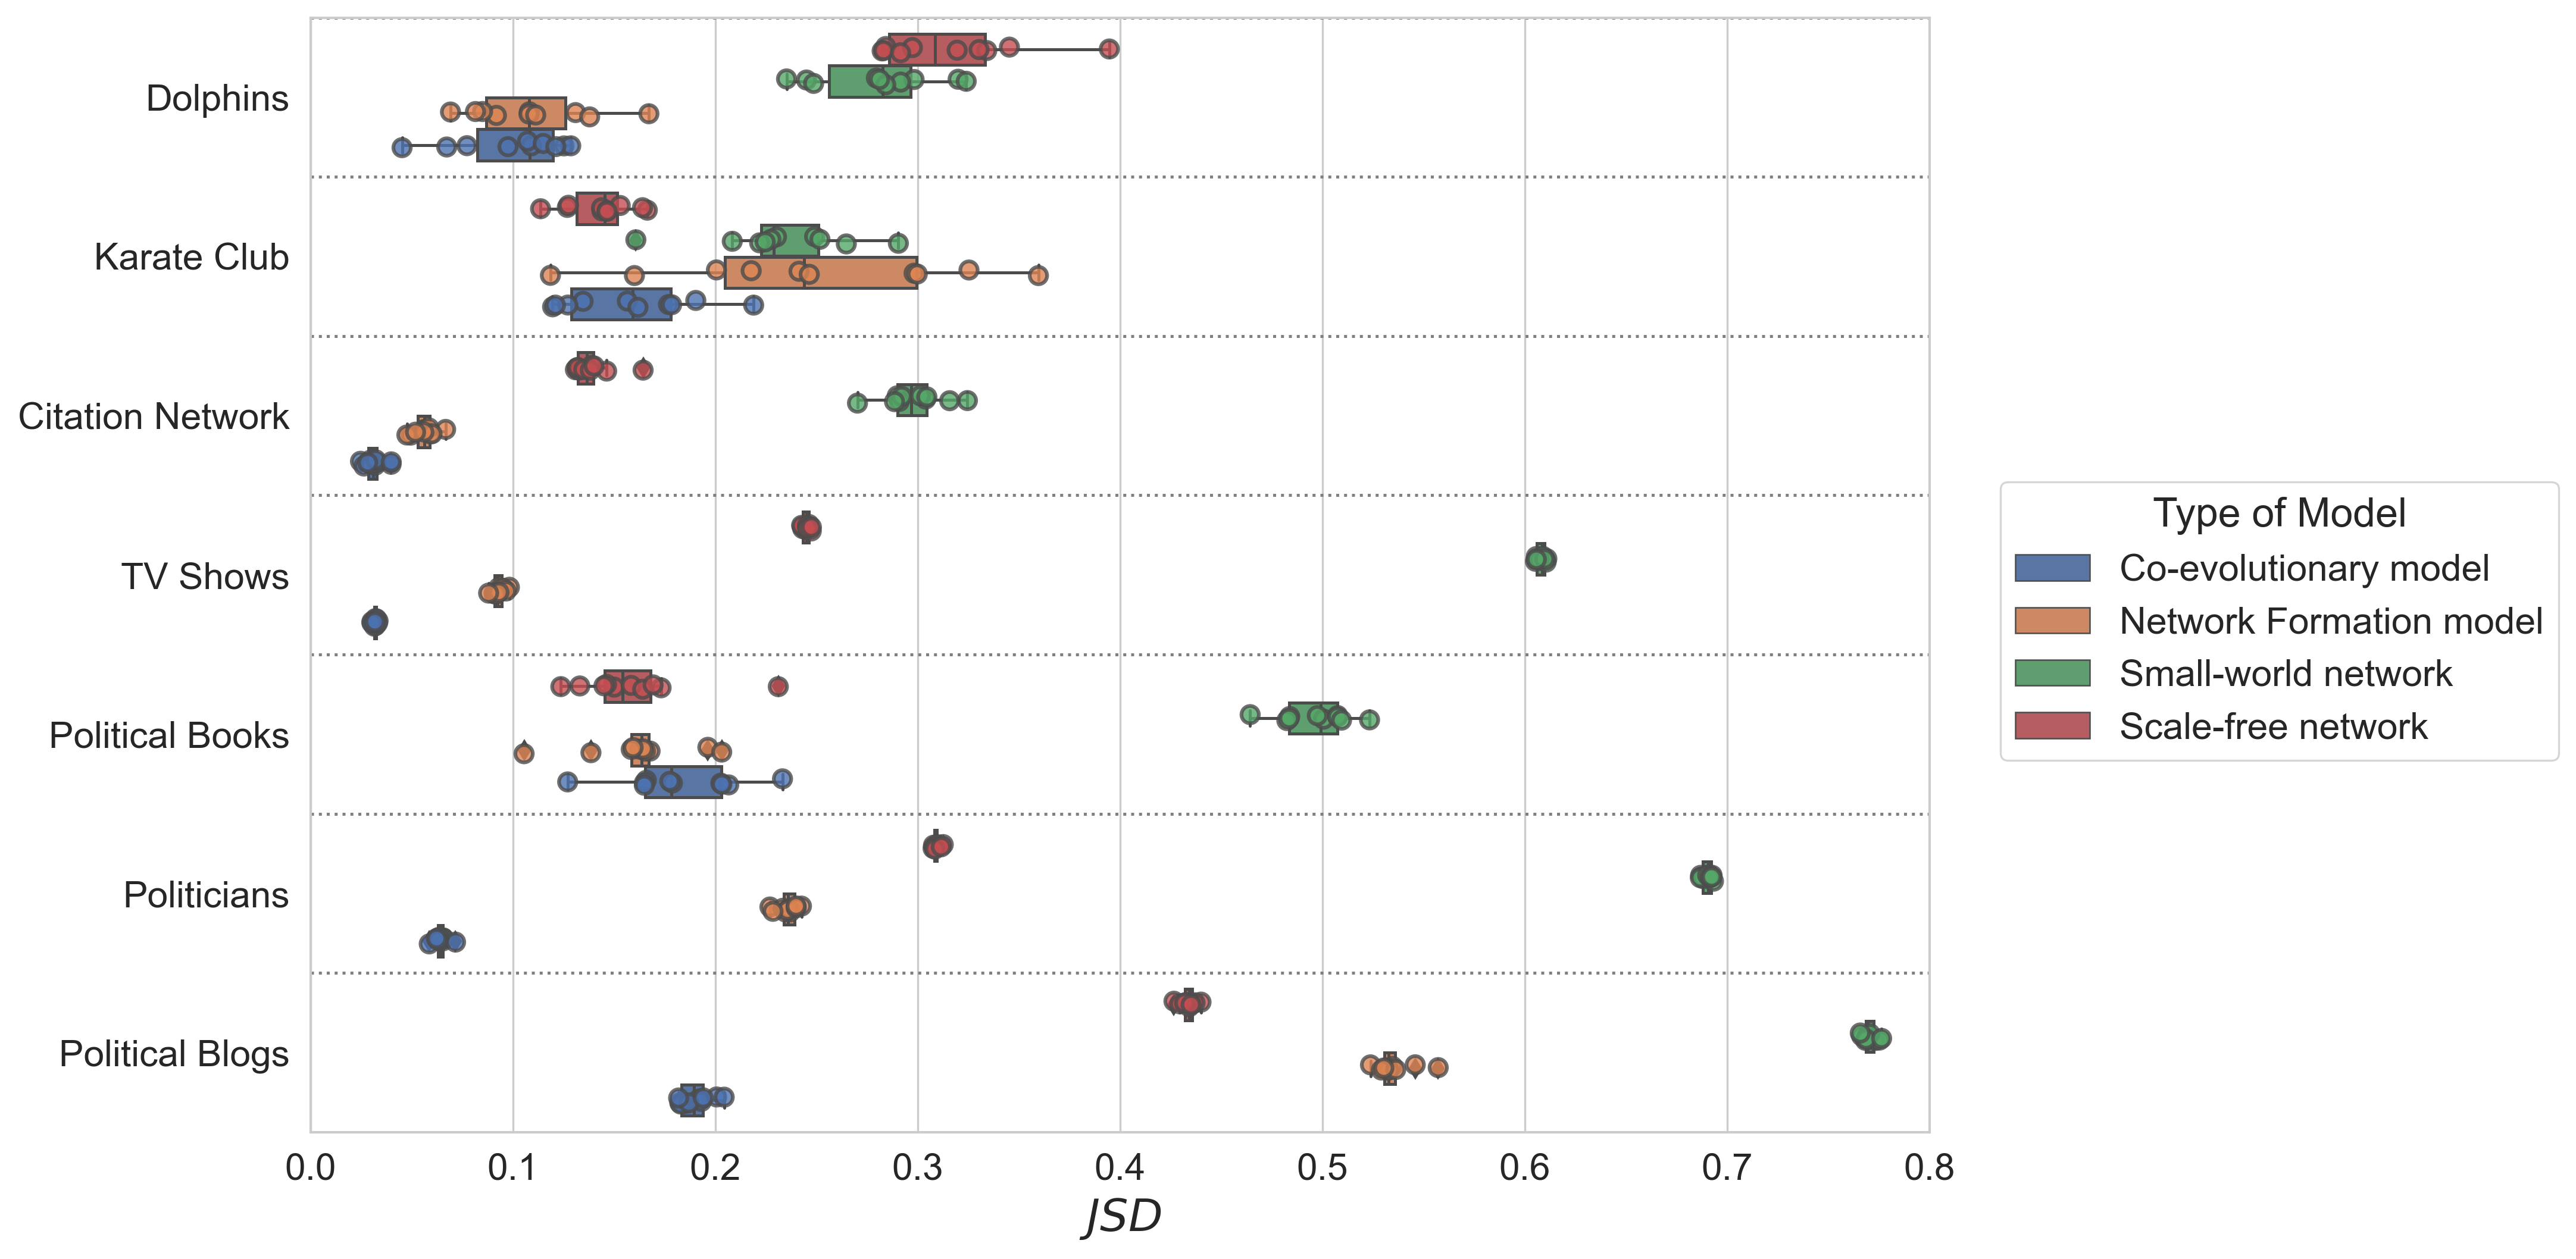 Dolphins
Karate Club
Citation Network
TV Shows
Political Books
Politicians
Political Blogs
0.0 0.1 0.2 0.3 0.4 0.5 0.6 0.7 0.8
JSD
Type of Model
Co-evolutionary model
Network Formation model
Small-world network
Scale-free network